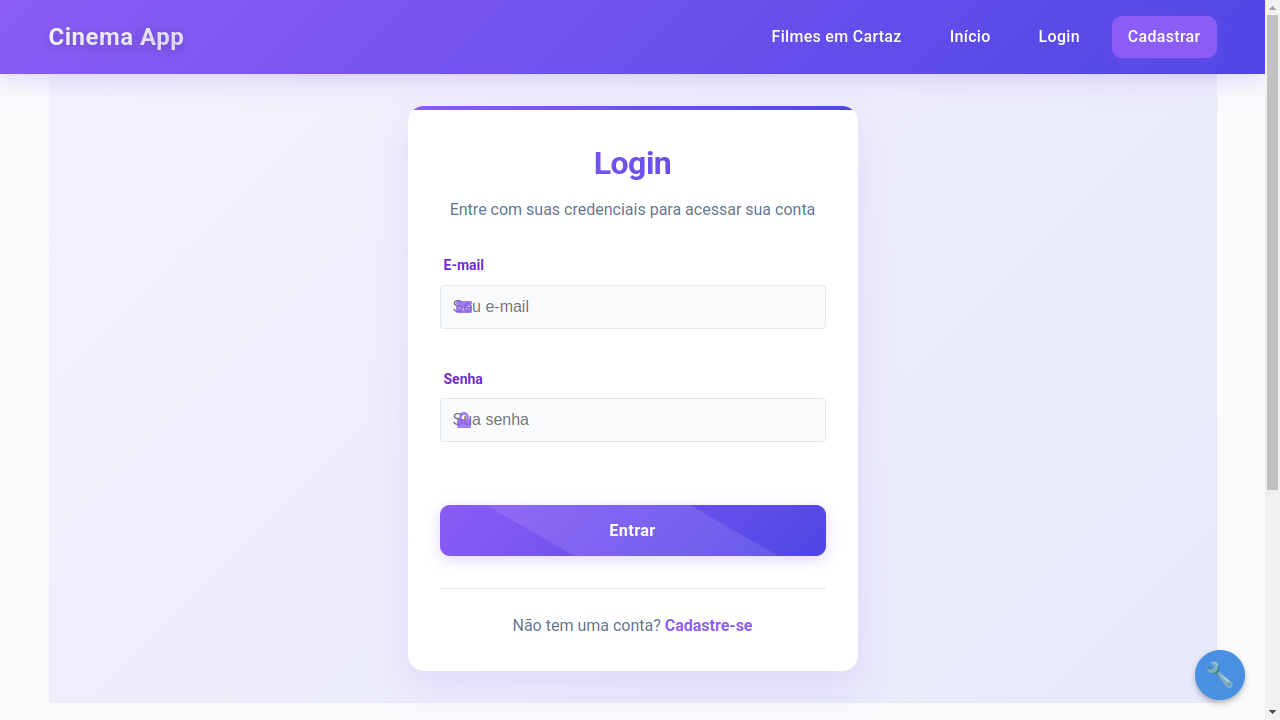 Cinema App
Filmes em Cartaz
Início
Login
Cadastrar
Login
Entre com suas credenciais para acessar sua conta
E-mail
Seu e-mail
Senha
Sua senha
Entrar
Não tem uma conta? Cadastre-se